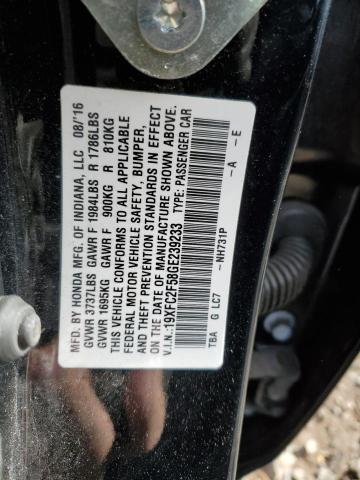 MFD. BY HONDA MFG. OF INDIANA, LLC 08/'16
GVWR 3737LBS GAWR F 1984LBS R 1786LBS
GVWR 1695KG GAWR F 900KG R 810KG
THIS VEHICLE CONFORMS TO ALL APPLICABLE
FEDERAL MOTOR VEHICLE SAFETY, BUMPER,
AND THEFT PREVENTION STANDARDS IN EFFECT
ON THE DATE OF MANUFACTURE SHOWN ABOVE.
V.I.N.:19XFC2F58GE239233 TYPE: PASSENGER CAR
TBA G LC7 -NH731P -A -E